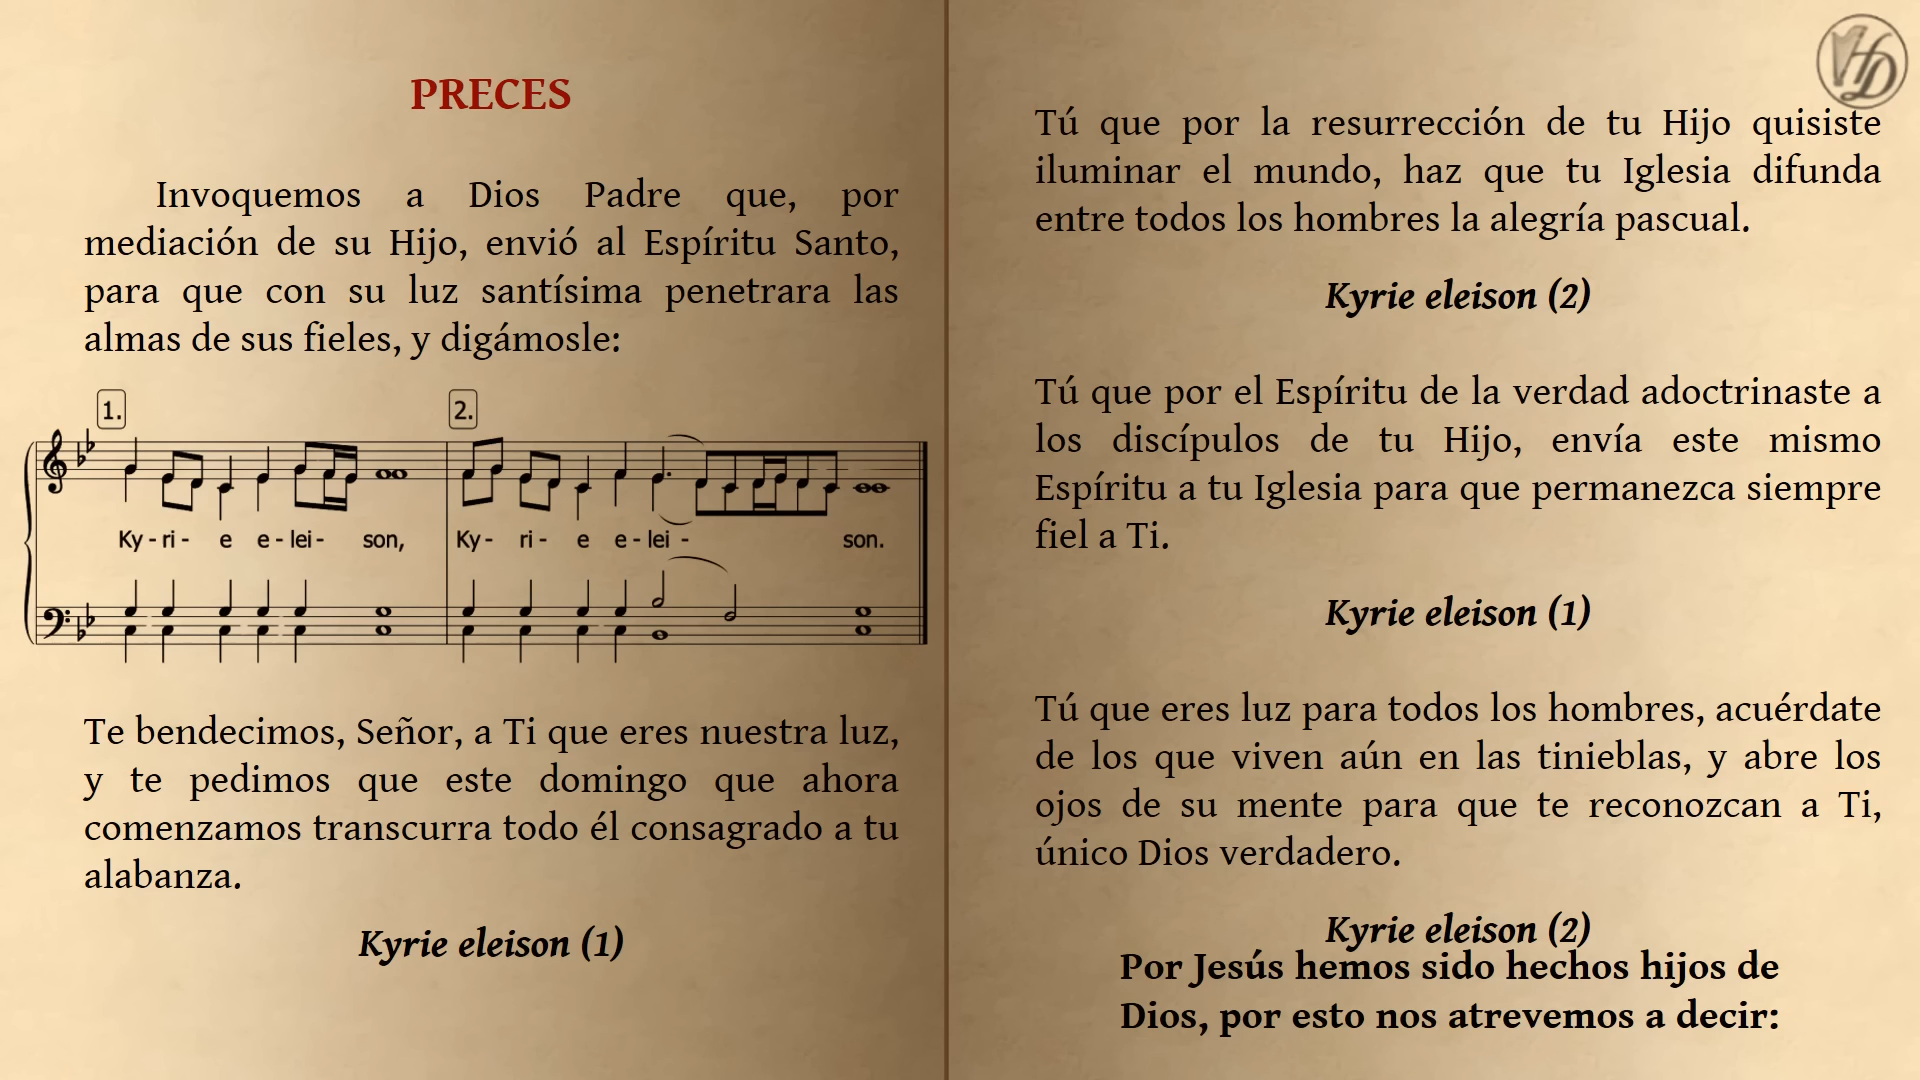 PRECES
Invoquemos a Dios Padre que, por
mediación de su Hijo, envió al Espíritu Santo,
para que con su luz santísima penetrara las
almas de sus fieles, y digámosle:
1. 2.
Ky - ri - e e - lei - son, Ky - ri - e e - lei - son.
Te bendecimos, Señor, a Ti que eres nuestra luz,
y te pedimos que este domingo que ahora
comenzamos transcurra todo él consagrado a tu
alabanza.
Kyrie eleison (1)
HD
Tú que por la resurrección de tu Hijo quisiste
iluminar el mundo, haz que tu Iglesia difunda
entre todos los hombres la alegría pascual.
Kyrie eleison (2)
Tú que por el Espíritu de la verdad adoctrinaste a
los discípulos de tu Hijo, envía este mismo
Espíritu a tu Iglesia para que permanezca siempre
fiel a Ti.
Kyrie eleison (1)
Tú que eres luz para todos los hombres, acuérdate
de los que viven aún en las tinieblas, y abre los
ojos de su mente para que te reconozcan a Ti,
único Dios verdadero.
Kyrie eleison (2)
Por Jesús hemos sido hechos hijos de
Dios, por esto nos atrevemos a decir: